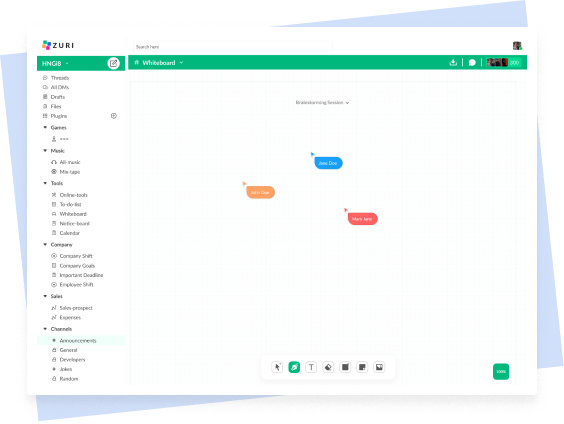 ZURI
Search here
HNGi8
Whiteboard
300
Threads
All DMs
Drafts
Files
Plugins
Games
Music
All-music
Mix-tape
Tools
Online-tools
To-do-list
Whiteboard
Notice-board
Calendar
Company
Company Shift
Company Goals
Important Deadline
Employee Shift
Sales
Sales-prospect
Expenses
Channels
Announcements
General
Developers
Jokes
Random
Brainstorming Session
Jane Doe
John Doe
Mary Jane
T
100%